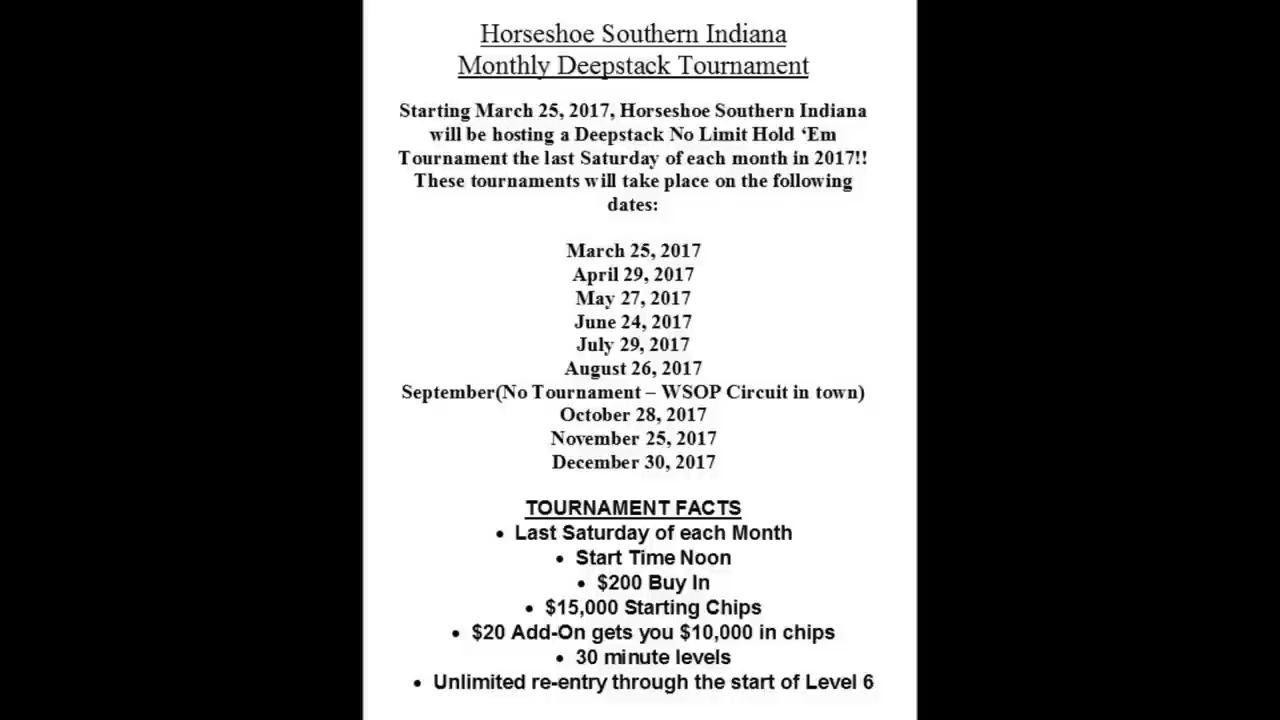 Horseshoe Southern Indiana
Monthly Deepstack Tournament
Starting March 25, 2017, Horseshoe Southern Indiana
will be hosting a Deepstack No Limit Hold ‘Em
Tournament the last Saturday of each month in 2017!!
These tournaments will take place on the following
dates:
March 25, 2017
April 29, 2017
May 27, 2017
June 24, 2017
July 29, 2017
August 26, 2017
September(No Tournament – WSOP Circuit in town)
October 28, 2017
November 25, 2017
December 30, 2017
TOURNAMENT FACTS
• Last Saturday of each Month
• Start Time Noon
• $200 Buy In
• $15,000 Starting Chips
• $20 Add-On gets you $10,000 in chips
• 30 minute levels
• Unlimited re-entry through the start of Level 6